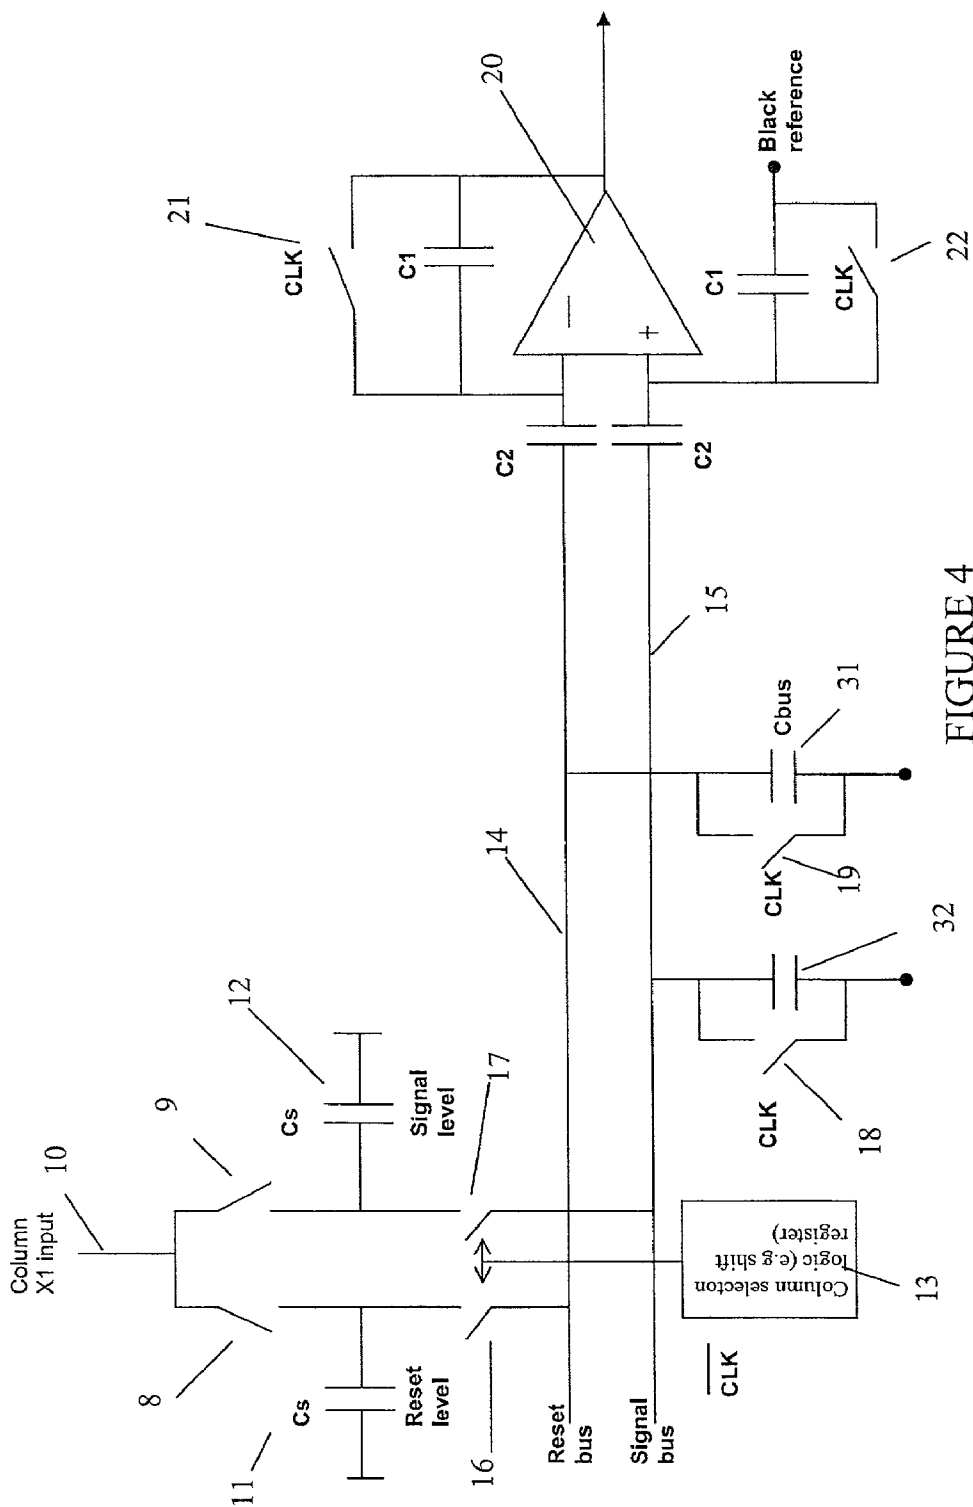 Column
X1 input
10
8
9
Cs
Reset
level
11
Cs
Signal
level
12
16
17
Reset
bus
Signal
bus
14
15
CLK
Column selecton
logic (e.g shift
register)
13
CLK
18
32
CLK
19
Cbus
31
C2
C2
CLK
21
C1
−
+
20
C1
CLK
22
Black
reference
FIGURE 4